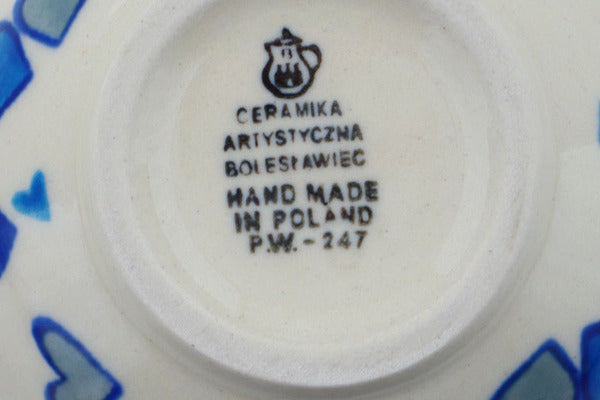 CERAMIKA
ARTYSTYCZNA
BOLESŁAWIEC
HAND MADE
IN POLAND
P.W.-247